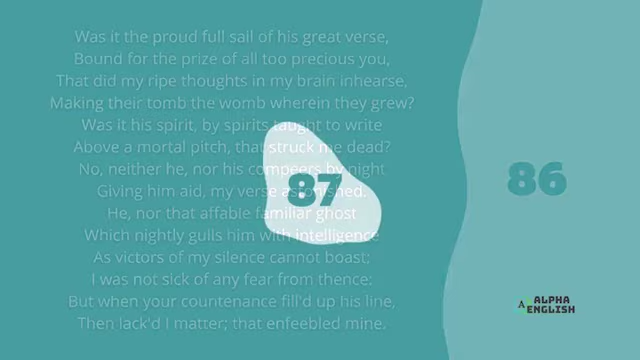 Was it the proud full sail of his great verse,
Bound for the prize of all too precious you,
That did my ripe thoughts in my brain inhearse,
Making their tomb the womb wherein they grew?
Was it his spirit, by spirits taught to write
Above a mortal pitch, that struck me dead?
No, neither he, nor his compeers by night
Giving him aid, my verse astonished.
He, nor that affable familiar ghost
Which nightly gulls him with intelligence
As victors of my silence cannot boast;
I was not sick of any fear from thence:
But when your countenance fill'd up his line,
Then lack'd I matter; that enfeebled mine.
87
86
ALPHA
ENGLISH